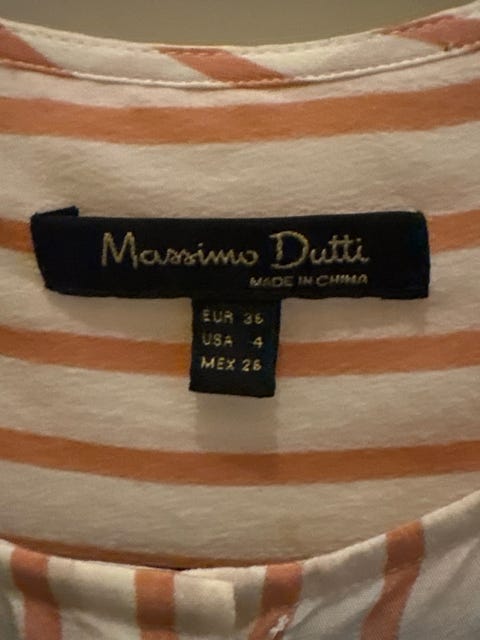 Massimo Dutti
MADE IN CHINA
EUR 36
USA 4
MEX 26